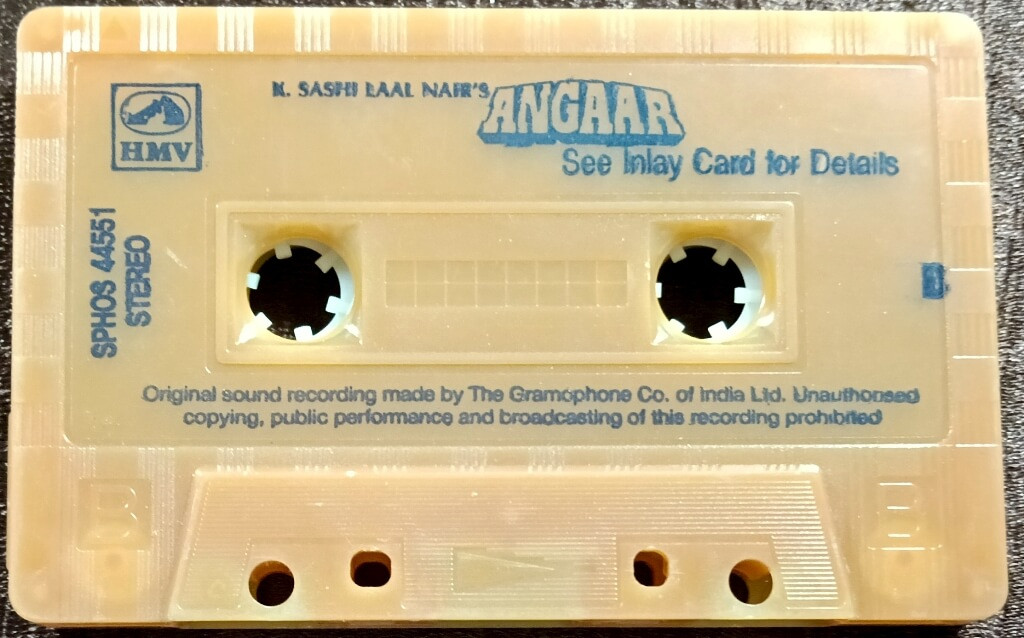 K. SASHI LAAL NAIR'S ANGAAR
HMV
See Inlay Card for Details
SPHOS 44551
STEREO
Original sound recording made by The Gramophone Co. of India Ltd. Unauthorised
copying, public performance and broadcasting of this recording prohibited